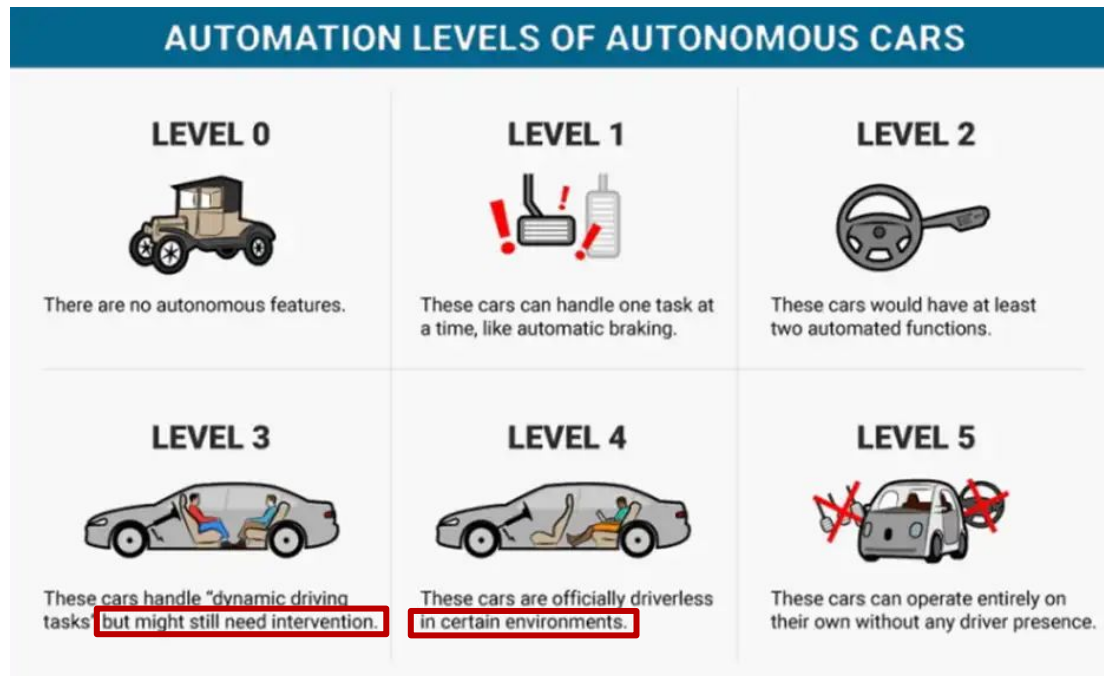 AUTOMATION LEVELS OF AUTONOMOUS CARS
LEVEL 0
There are no autonomous features.
LEVEL 1
These cars can handle one task at
a time, like automatic braking.
LEVEL 2
These cars would have at least
two automated functions.
LEVEL 3
These cars handle "dynamic driving
tasks" but might still need intervention.
LEVEL 4
These cars are officially driverless
in certain environments.
LEVEL 5
These cars can operate entirely on
their own without any driver presence.